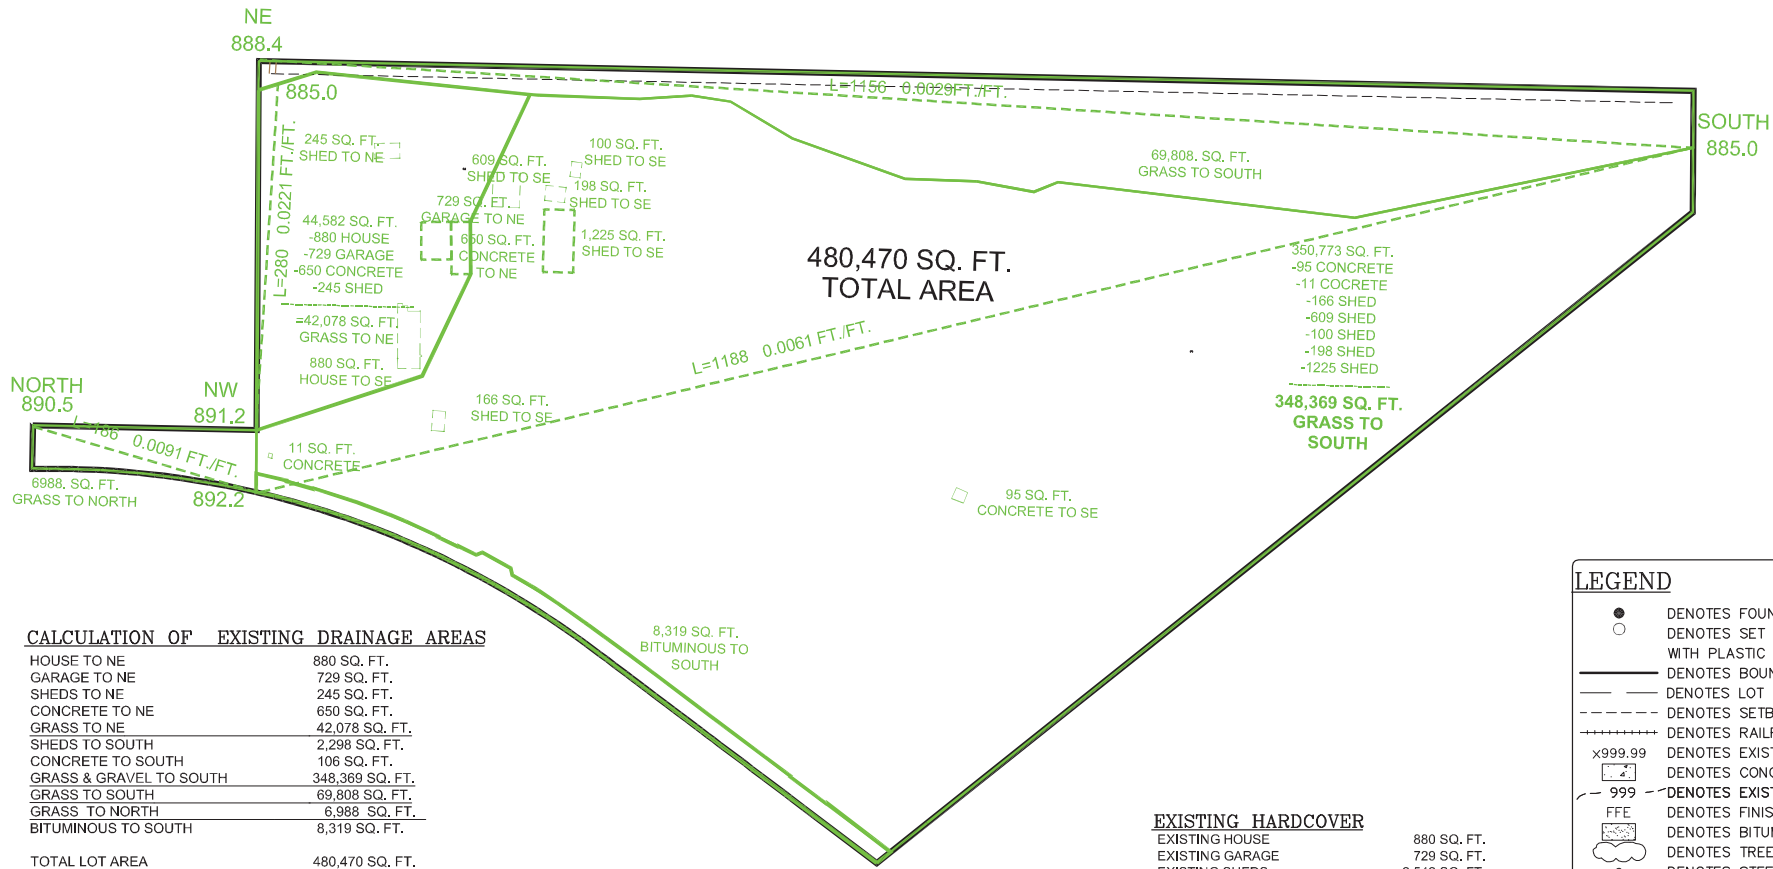 NE
888.4
885.0
L=1156 0.0029FT./FT.
SOUTH
885.0
L=280 0.0221 FT./FT.
245 SQ. FT.
SHED TO NE
609 SQ. FT.
SHED TO SE
100 SQ. FT.
SHED TO SE
198 SQ. FT.
SHED TO SE
729 SQ. FT.
GARAGE TO NE
650 SQ. FT.
CONCRETE
TO NE
1,225 SQ. FT.
SHED TO SE
69,808. SQ. FT.
GRASS TO SOUTH
44,582 SQ. FT.
-880 HOUSE
-729 GARAGE
-650 CONCRETE
-245 SHED
=42,078 SQ. FT.
GRASS TO NE
880 SQ. FT.
HOUSE TO SE
480,470 SQ. FT.
TOTAL AREA
350,773 SQ. FT.
-95 CONCRETE
-11 COCRETE
-166 SHED
-609 SHED
-100 SHED
-198 SHED
-1225 SHED
348,369 SQ. FT.
GRASS TO
SOUTH
L=1188 0.0061 FT./FT.
NORTH
890.5
NW
891.2
L=186 0.0091 FT./FT.
166 SQ. FT.
SHED TO SE
11 SQ. FT.
CONCRETE
6988. SQ. FT.
GRASS TO NORTH
892.2
95 SQ. FT.
CONCRETE TO SE
8,319 SQ. FT.
BITUMINOUS TO
SOUTH
CALCULATION OF EXISTING DRAINAGE AREAS
HOUSE TO NE 880 SQ. FT.
GARAGE TO NE 729 SQ. FT.
SHEDS TO NE 245 SQ. FT.
CONCRETE TO NE 650 SQ. FT.
GRASS TO NE 42,078 SQ. FT.
SHEDS TO SOUTH 2,298 SQ. FT.
CONCRETE TO SOUTH 106 SQ. FT.
GRASS & GRAVEL TO SOUTH 348,369 SQ. FT.
GRASS TO SOUTH 69,808 SQ. FT.
GRASS TO NORTH 6,988 SQ. FT.
BITUMINOUS TO SOUTH 8,319 SQ. FT.
TOTAL LOT AREA 480,470 SQ. FT.
EXISTING HARDCOVER
EXISTING HOUSE 880 SQ. FT.
EXISTING GARAGE 729 SQ. FT.
EXISTING SHEDS SQ. FT.
LEGEND
DENOTES FOUN
DENOTES SET
WITH PLASTIC
DENOTES BOUN
DENOTES LOT
DENOTES SETB
DENOTES RAILR
x999.99 DENOTES EXIST
DENOTES CONC
999 DENOTES EXIST
FFE DENOTES FINIS
DENOTES BITUM
DENOTES TREE